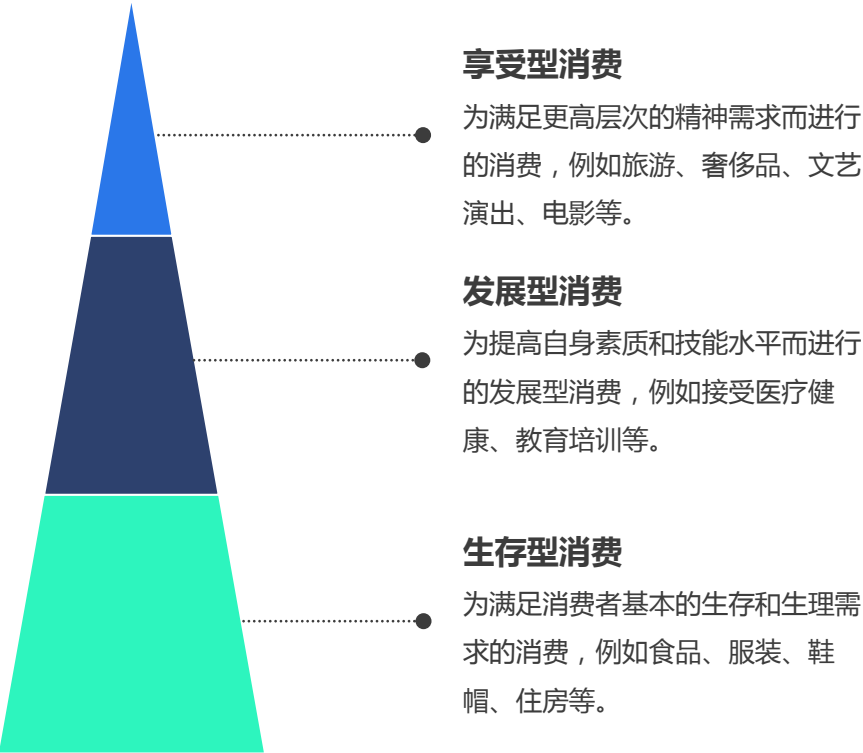 享受型消费
为满足更高层次的精神需求而进行
的消费，例如旅游、奢侈品、文艺
演出、电影等。
发展型消费
为提高自身素质和技能水平而进行
的发展型消费，例如接受医疗健
康、教育培训等。
生存型消费
为满足消费者基本的生存和生理需
求的消费，例如食品、服装、鞋
帽、住房等。